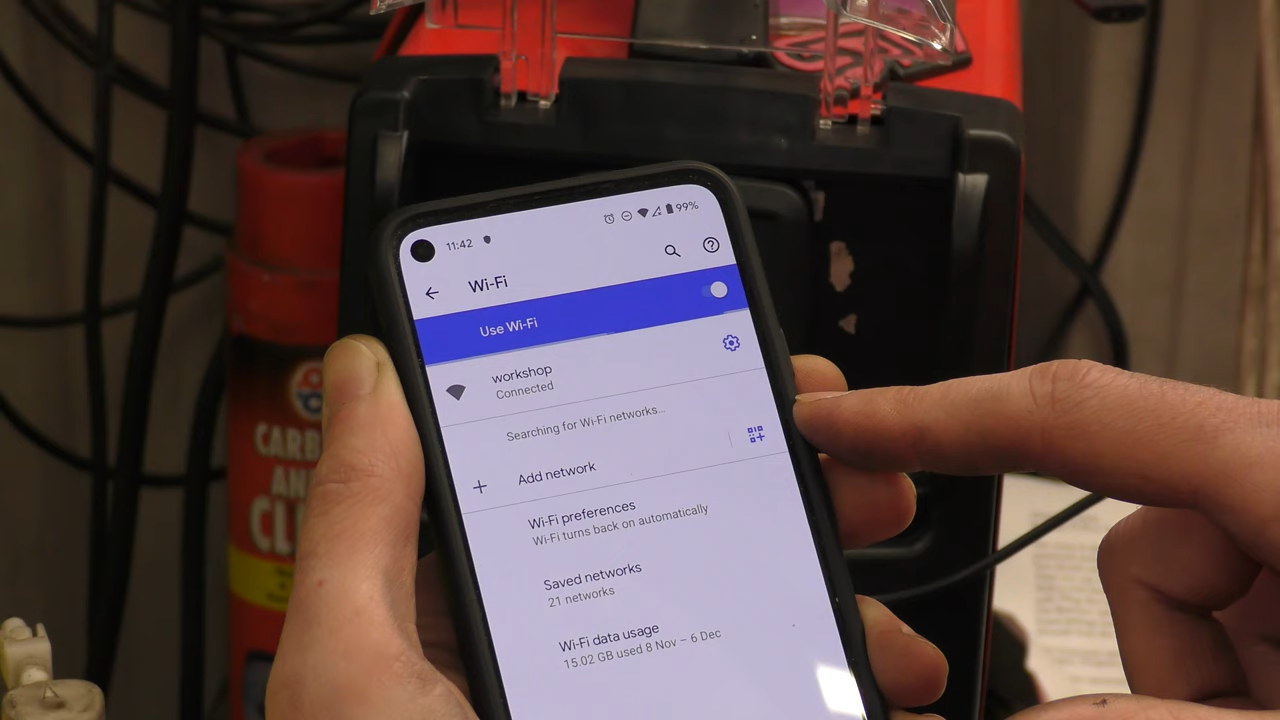 11:42
99%
Wi-Fi
Use Wi-Fi
workshop
Connected
Searching for Wi-Fi networks...
Add network
Wi-Fi preferences
Wi-Fi turns back on automatically
Saved networks
21 networks
Wi-Fi data usage
15.02 GB used 8 Nov – 6 Dec
CARB
AN
CL